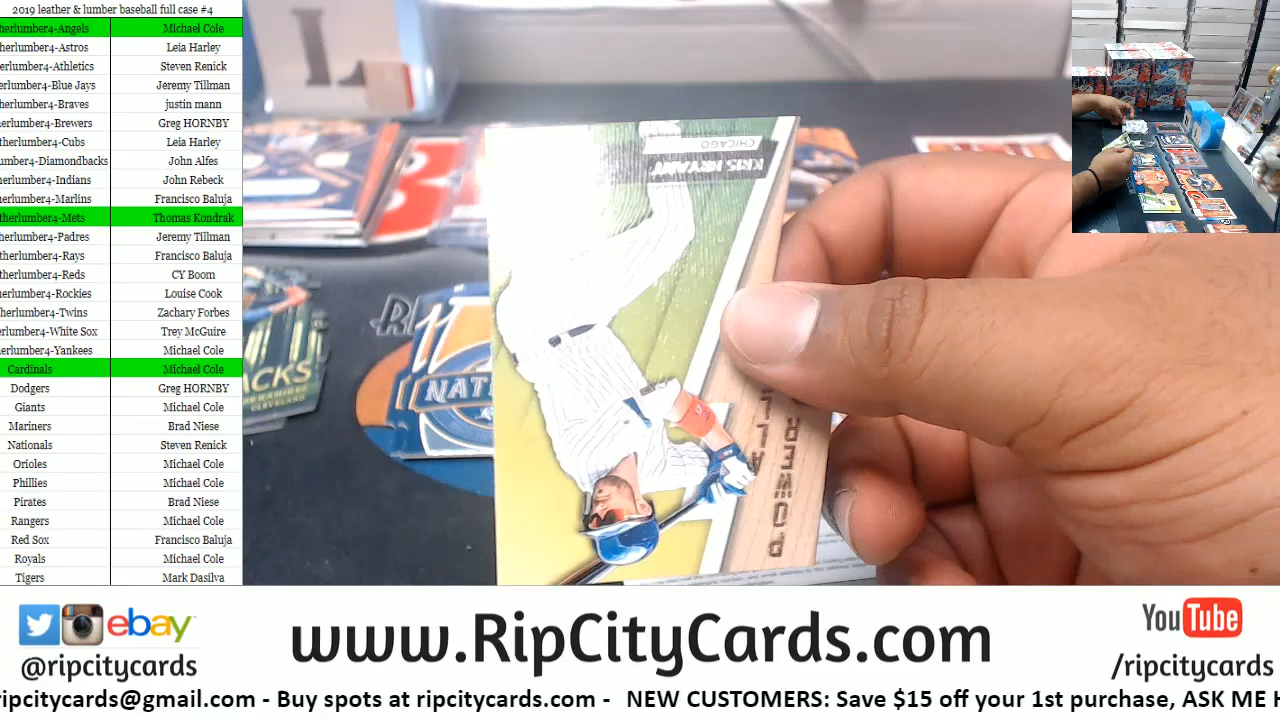 2019 leather & lumber baseball full case #4
herlumber4-Angels Michael Cole
herlumber4-Astros Leia Harley
herlumber4-Athletics Steven Renick
erlumber4-Blue Jays Jeremy Tillman
herlumber4-Braves justin mann
herlumber4-Brewers Greg HORNBY
therlumber4-Cubs Leia Harley
umber4-Diamondbacks John Alfes
herlumber4-Indians John Rebeck
herlumber4-Marlins Francisco Baluja
therlumber4-Mets Thomas Kondrak
herlumber4-Padres Jeremy Tillman
therlumber4-Rays Francisco Baluja
therlumber4-Reds CY Boom
herlumber4-Rockies Louise Cook
herlumber4-Twins Zachary Forbes
erlumber4-White Sox Trey McGuire
erlumber4-Yankees Michael Cole
Cardinals Michael Cole
Dodgers Greg HORNBY
Giants Michael Cole
Mariners Brad Niese
Nationals Steven Renick
Orioles Michael Cole
Phillies Michael Cole
Pirates Brad Niese
Rangers Michael Cole
Red Sox Francisco Baluja
Royals Michael Cole
Tigers Mark Dasilva
CHICAGO
KRIS BRYANT
ACKS
CLEVELAND
NAT
ebay
@ripcitycards
www.RipCityCards.com
YouTube
/ripcitycards
ripcitycards@gmail.com - Buy spots at ripcitycards.com - NEW CUSTOMERS: Save $15 off your 1st purchase, ASK ME H